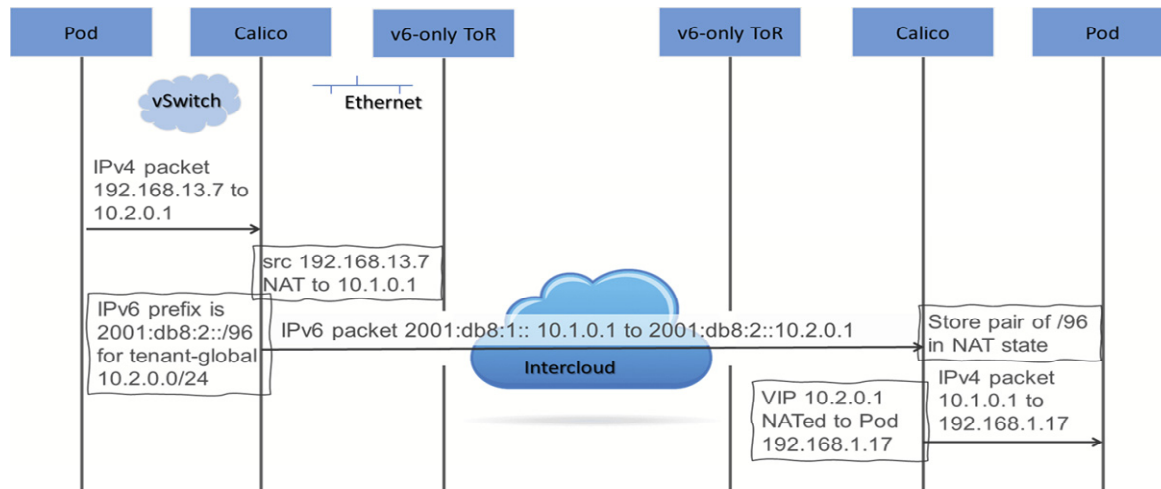 Pod
Calico
v6-only ToR
v6-only ToR
Calico
Pod
vSwitch
Ethernet
IPv4 packet
192.168.13.7 to
10.2.0.1
src 192.168.13.7
NAT to 10.1.0.1
IPv6 prefix is
2001:db8:2::/96
for tenant-global
10.2.0.0/24
IPv6 packet 2001:db8:1:: 10.1.0.1 to 2001:db8:2::10.2.0.1
Intercloud
Store pair of /96
in NAT state
VIP 10.2.0.1
NATed to Pod
192.168.1.17
IPv4 packet
10.1.0.1 to
192.168.1.17